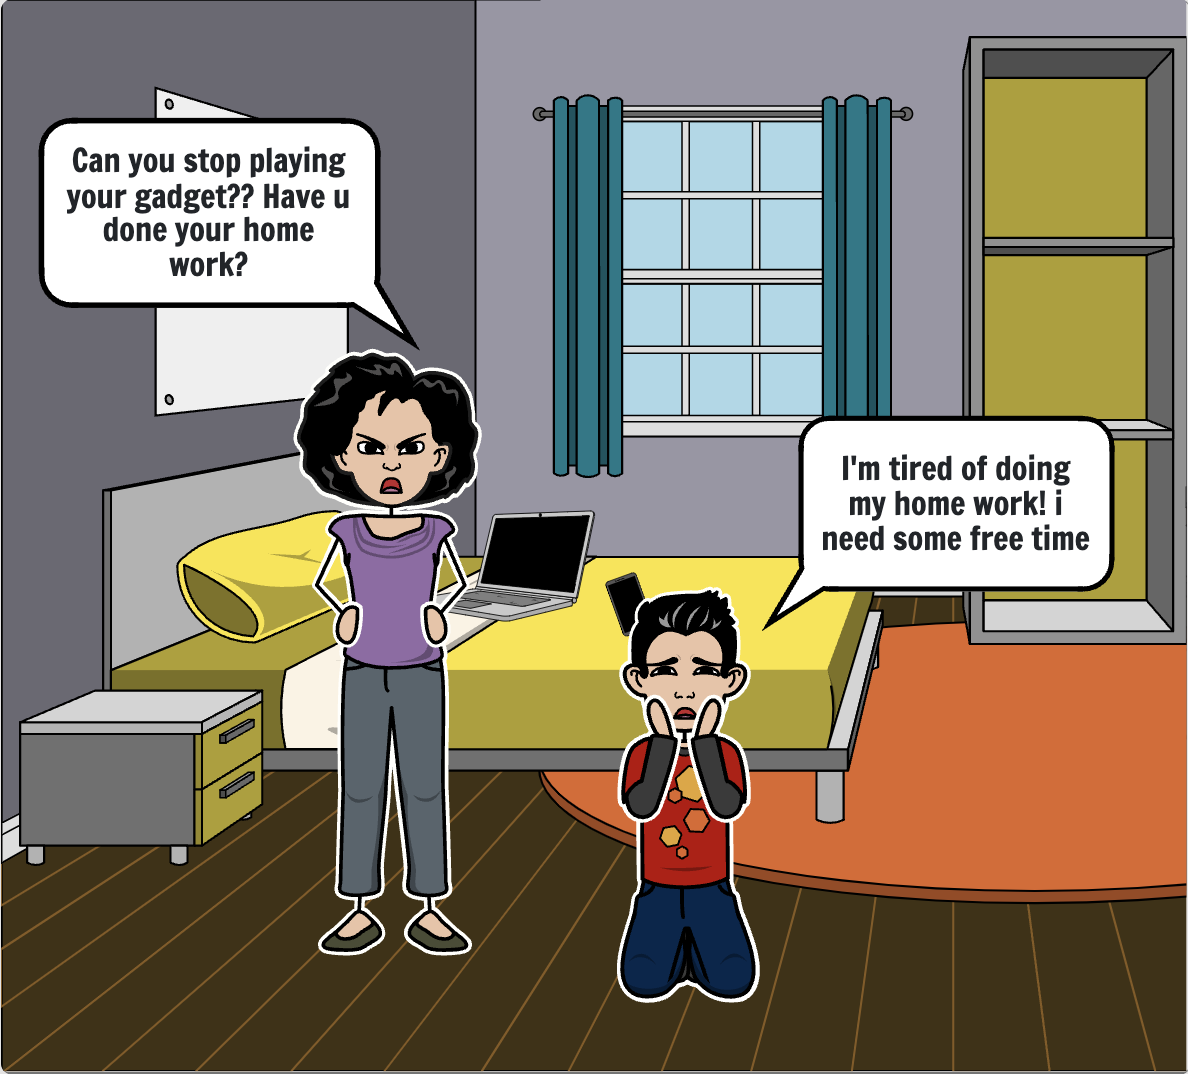 Can you stop playing
your gadget?? Have u
done your home
work?
I'm tired of doing
my home work! i
need some free time